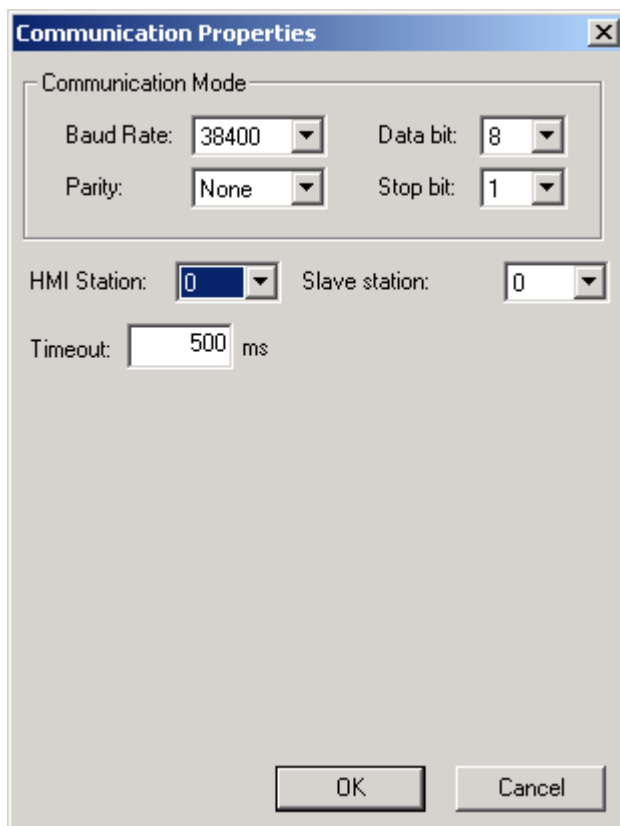 Communication Properties
Communication Mode
Baud Rate: 38400 Data bit: 8
Parity: None Stop bit: 1
HMI Station: 0 Slave station: 0
Timeout: 500 ms
OK Cancel